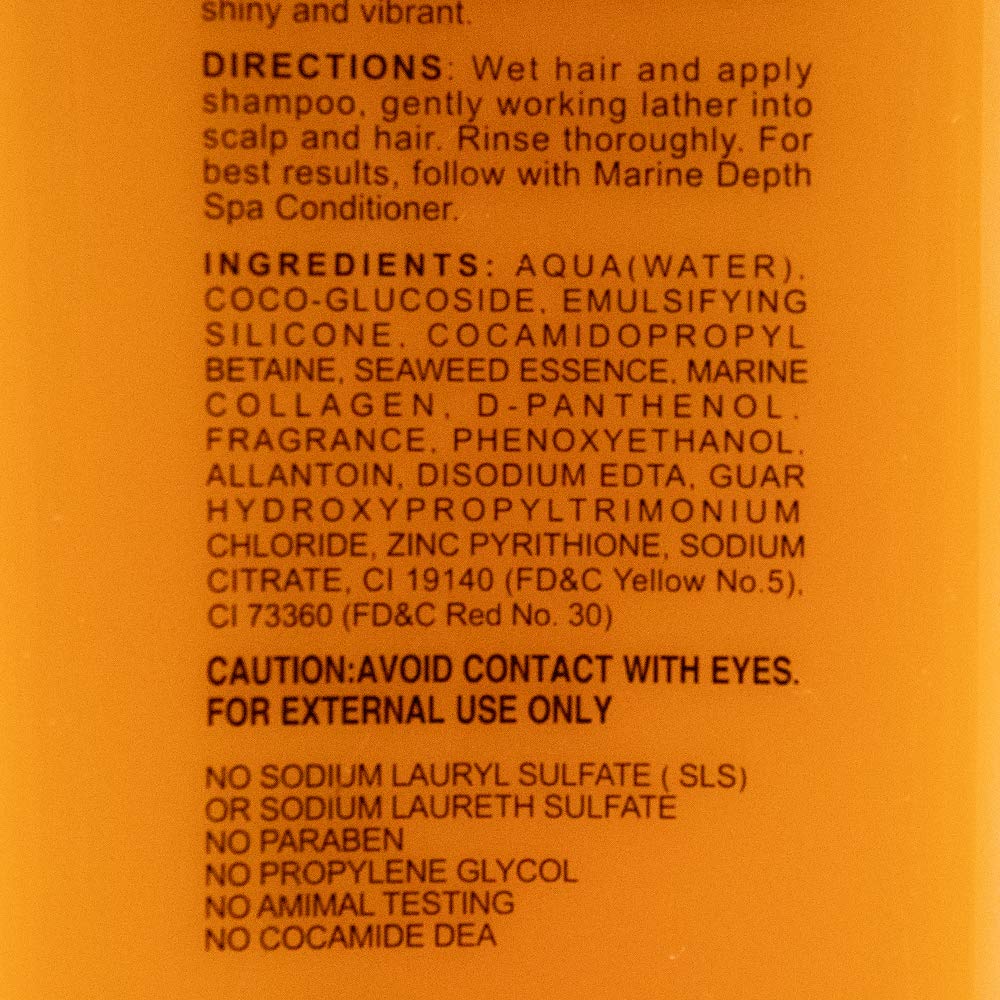 shiny and vibrant.
DIRECTIONS: Wet hair and apply
shampoo, gently working lather into
scalp and hair. Rinse thoroughly. For
best results, follow with Marine Depth
Spa Conditioner.
INGREDIENTS: AQUA(WATER),
COCO-GLUCOSIDE, EMULSIFYING
SILICONE, COCAMIDOPROPYL
BETAINE, SEAWEED ESSENCE, MARINE
COLLAGEN, D-PANTHENOL,
FRAGRANCE, PHENOXYETHANOL,
ALLANTOIN, DISODIUM EDTA, GUAR
HYDROXYPROPYLTRIMONIUM
CHLORIDE, ZINC PYRITHIONE, SODIUM
CITRATE, CI 19140 (FD&C Yellow No.5),
CI 73360 (FD&C Red No. 30)
CAUTION:AVOID CONTACT WITH EYES.
FOR EXTERNAL USE ONLY
NO SODIUM LAURYL SULFATE ( SLS)
OR SODIUM LAURETH SULFATE
NO PARABEN
NO PROPYLENE GLYCOL
NO AMIMAL TESTING
NO COCAMIDE DEA